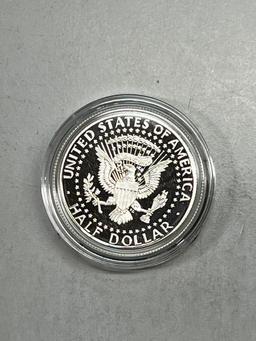 UNITED STATES OF AMERICA
HALF DOLLAR